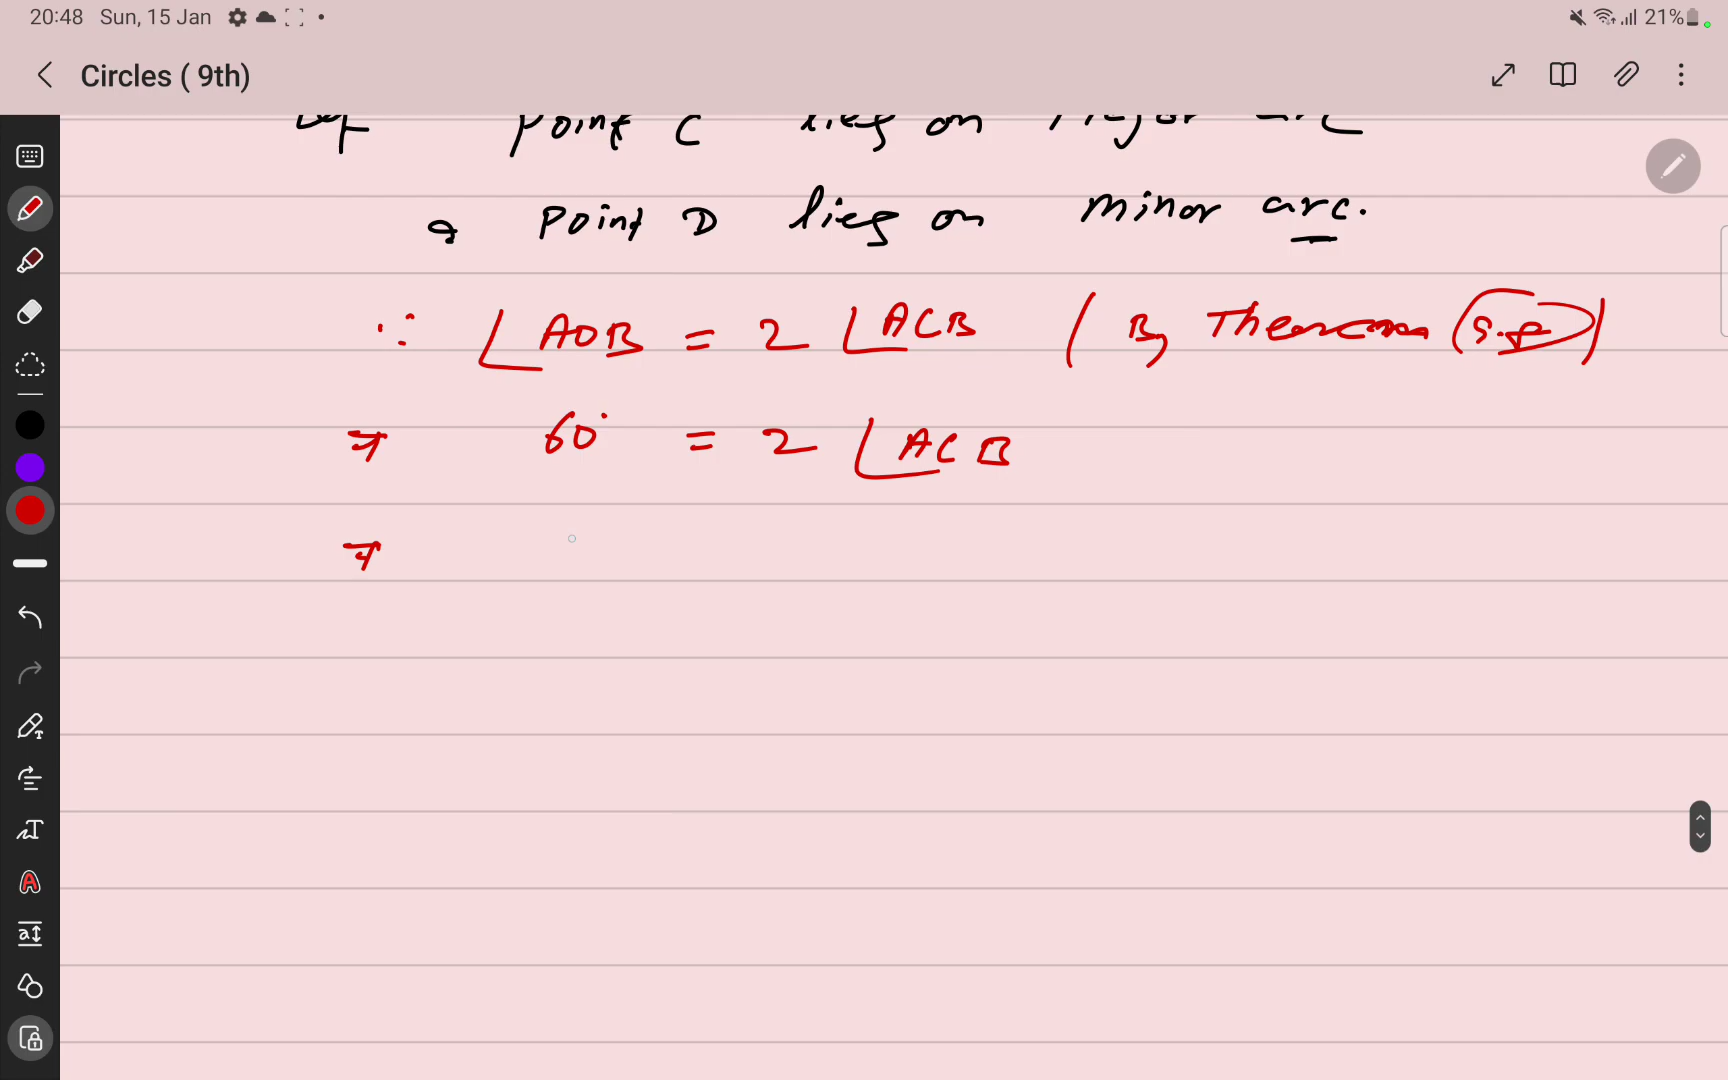 20:48 Sun, 15 Jan 21%
Circles ( 9th)
Let point C lies on Major arc
point D lies on minor arc.
∵ ∠AOB = 2 ∠ACB ( By Theorem
⇒ 60° = 2 ∠ACB
⇒